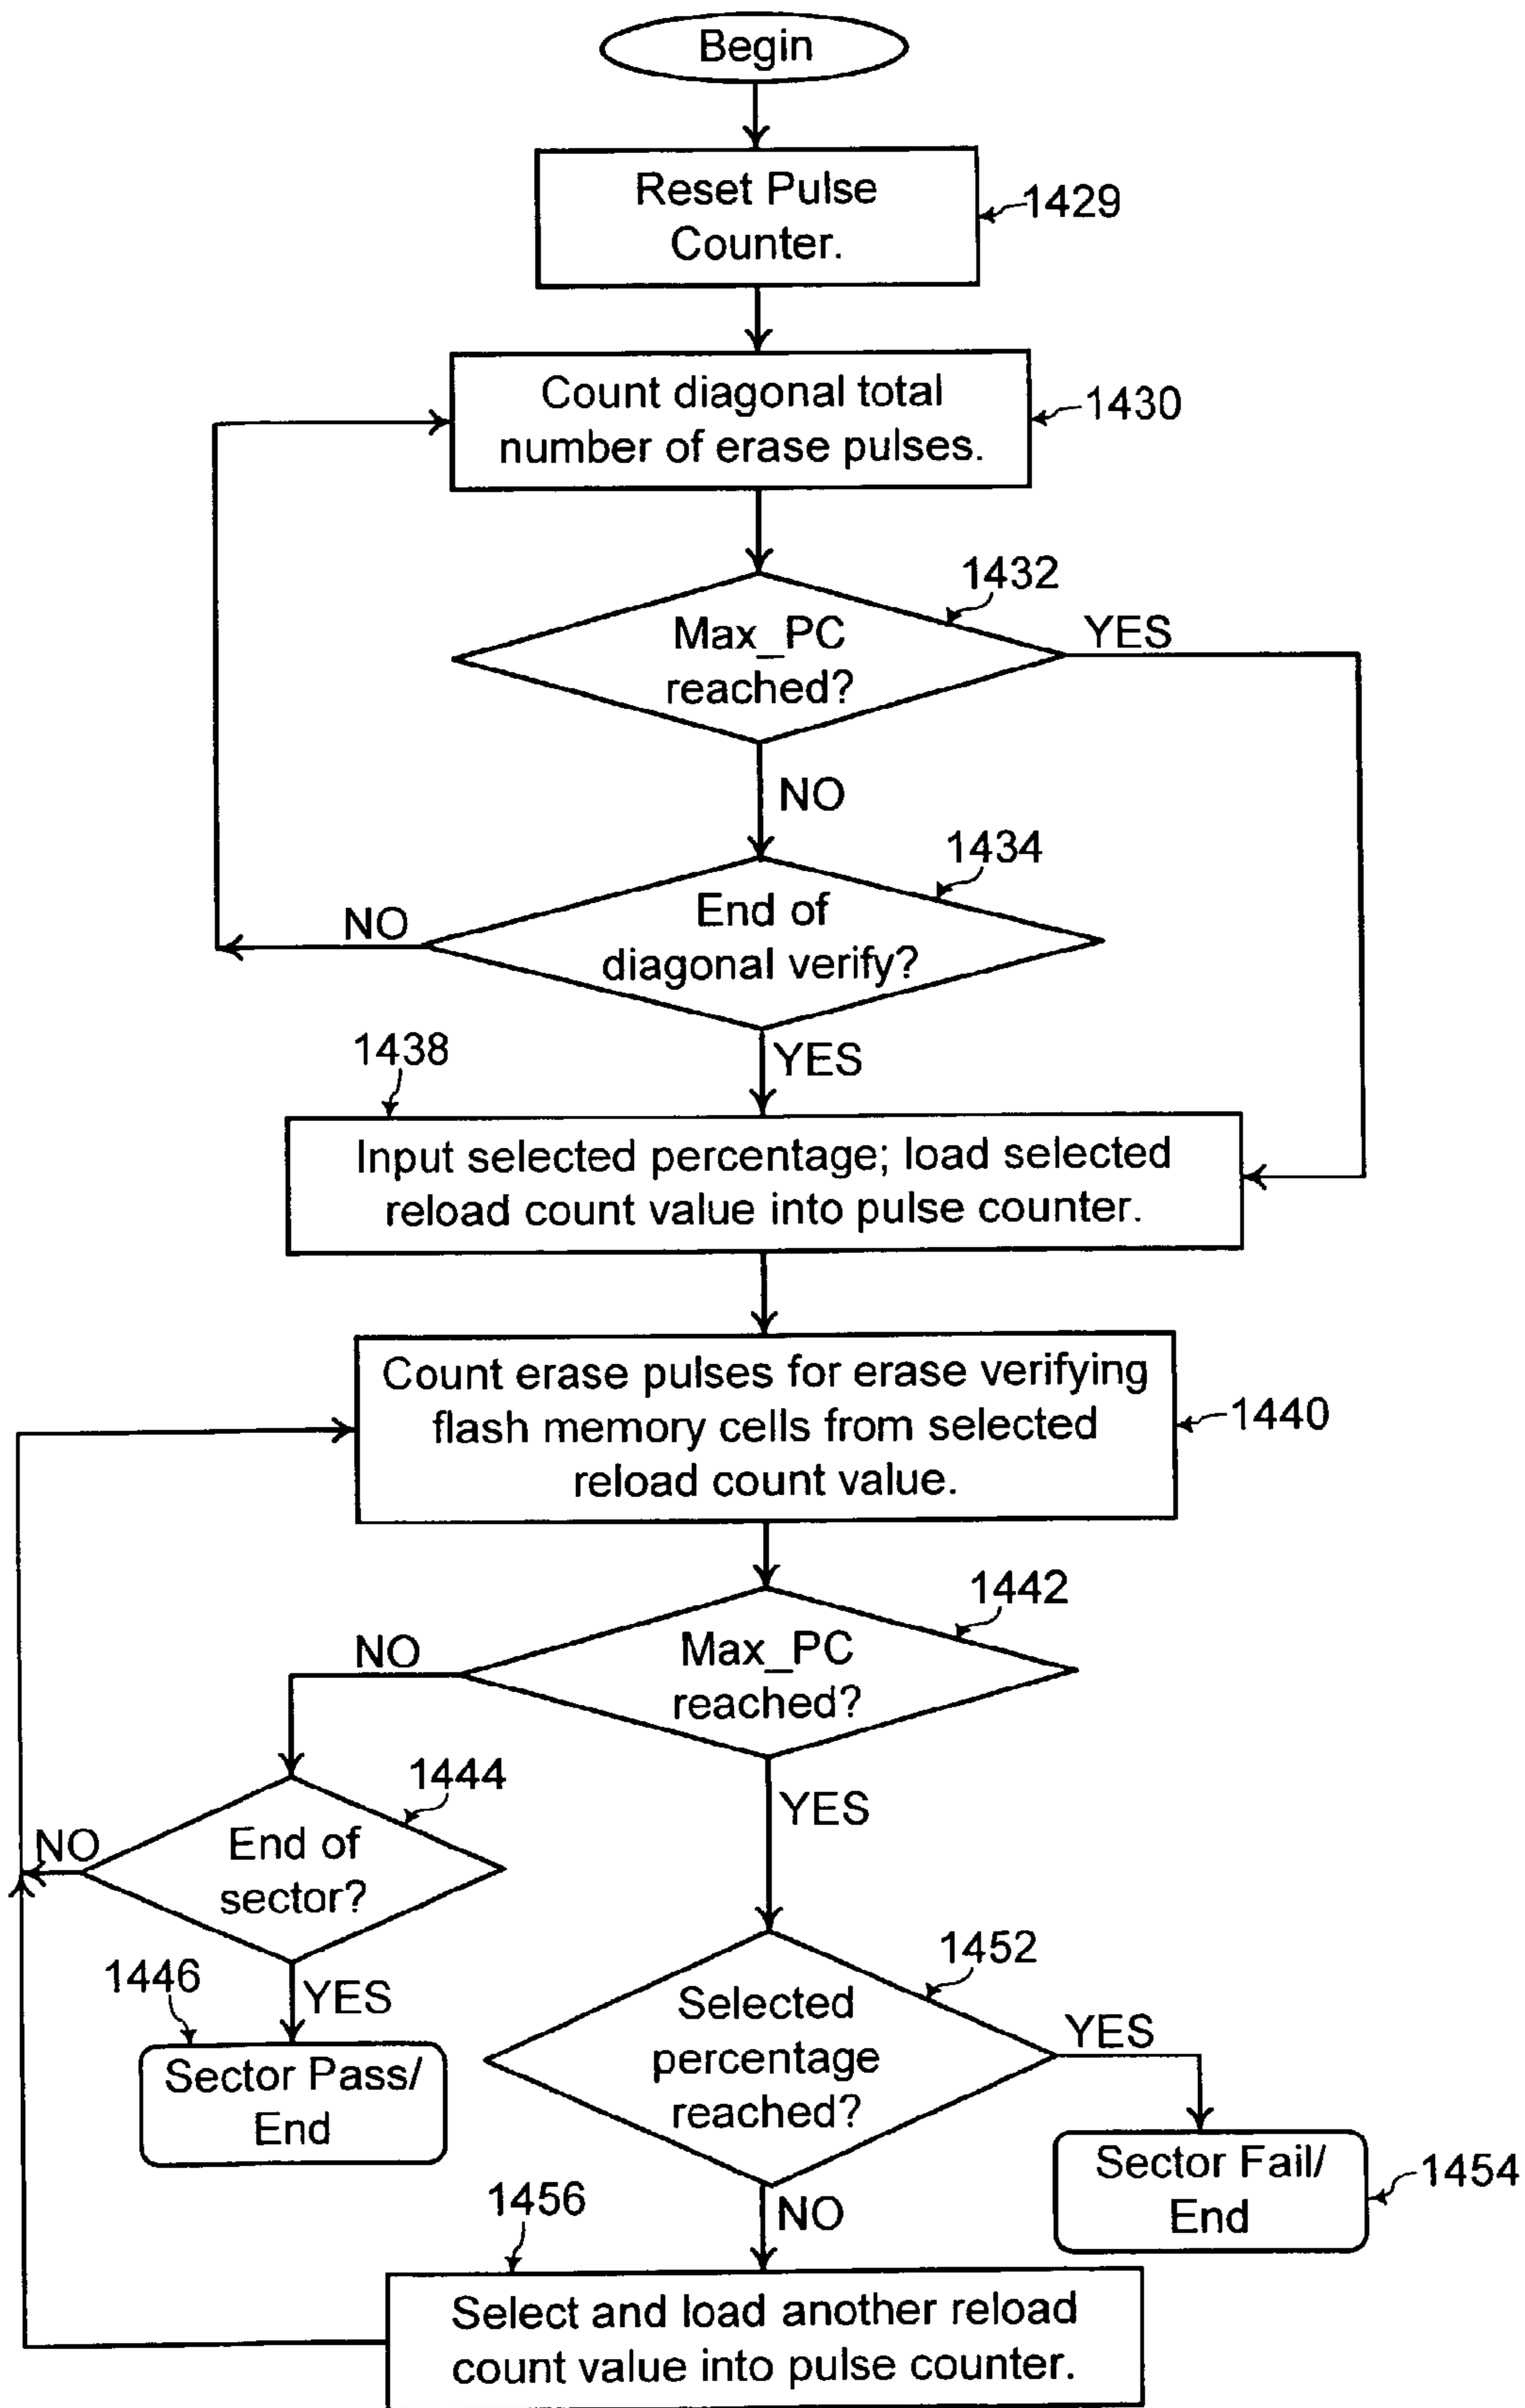 Begin
Reset Pulse
Counter.
1429
Count diagonal total
number of erase pulses.
1430
1432
Max_PC
reached?
YES
NO
1434
End of
diagonal verify?
NO
YES
1438
Input selected percentage; load selected
reload count value into pulse counter.
Count erase pulses for erase verifying
flash memory cells from selected
reload count value.
1440
1442
Max_PC
reached?
NO
YES
1444
End of
sector?
NO
YES
1446
Sector Pass/
End
1452
Selected
percentage
reached?
YES
NO
Sector Fail/
End
1454
1456
Select and load another reload
count value into pulse counter.